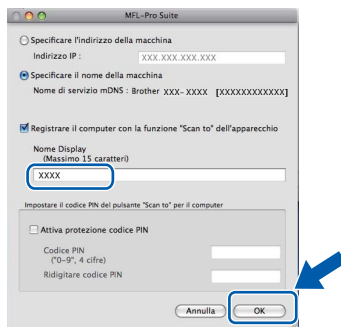 MFL-Pro Suite
Specificare l'indirizzo della macchina
Indirizzo IP : XXX.XXX.XXX.XXX
Specificare il nome della macchina
Nome di servizio mDNS : Brother XXX-XXXX [XXXXXXXXXXXX]
Registrare il computer con la funzione "Scan to" dell'apparecchio
Nome Display
(Massimo 15 caratteri)
XXXX
Impostare il codice PIN del pulsante "Scan to" per il computer
Attiva protezione codice PIN
Codice PIN
("0-9", 4 cifre)
Ridigitare codice PIN
Annulla OK